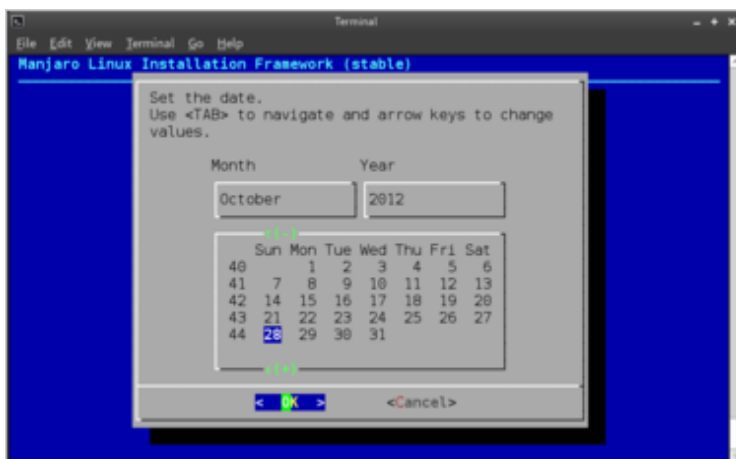 Terminal
File Edit View Terminal Go Help
Manjaro Linux Installation Framework (stable)
Set the date.
Use <TAB> to navigate and arrow keys to change
values.
Month Year
October 2012
↑(-)
Sun Mon Tue Wed Thu Fri Sat
40 1 2 3 4 5 6
41 7 8 9 10 11 12 13
42 14 15 16 17 18 19 20
43 21 22 23 24 25 26 27
44 28 29 30 31
↓(+)
< OK > <Cancel>